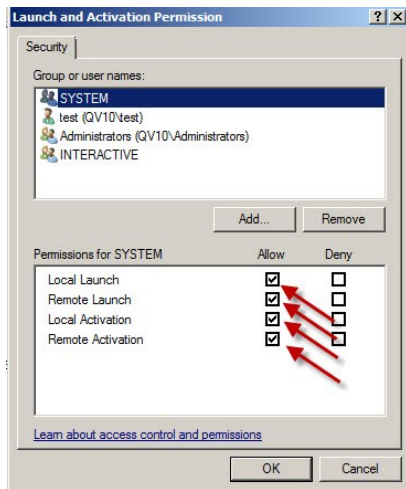 Launch and Activation Permission
Security
Group or user names:
SYSTEM
test (QV10\test)
Administrators (QV10\Administrators)
INTERACTIVE
Add... Remove
Permissions for SYSTEM Allow Deny
Local Launch
Remote Launch
Local Activation
Remote Activation
Learn about access control and permissions
OK Cancel